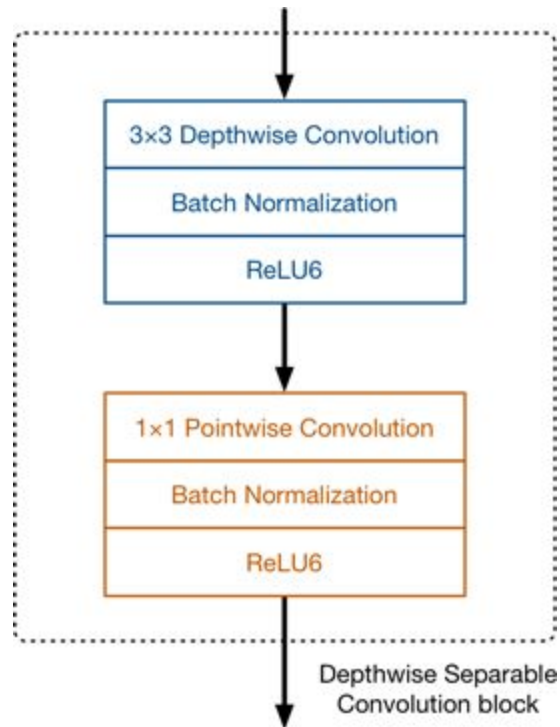 3×3 Depthwise Convolution
Batch Normalization
ReLU6
1×1 Pointwise Convolution
Batch Normalization
ReLU6
Depthwise Separable
Convolution block